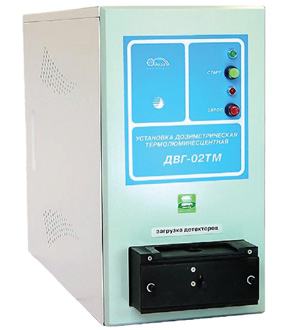 СТАРТ
СБРОС
УСТАНОВКА ДОЗИМЕТРИЧЕСКАЯ
ТЕРМОЛЮМИНЕСЦЕНТНАЯ
ДВГ-02ТМ
загрузка детекторов